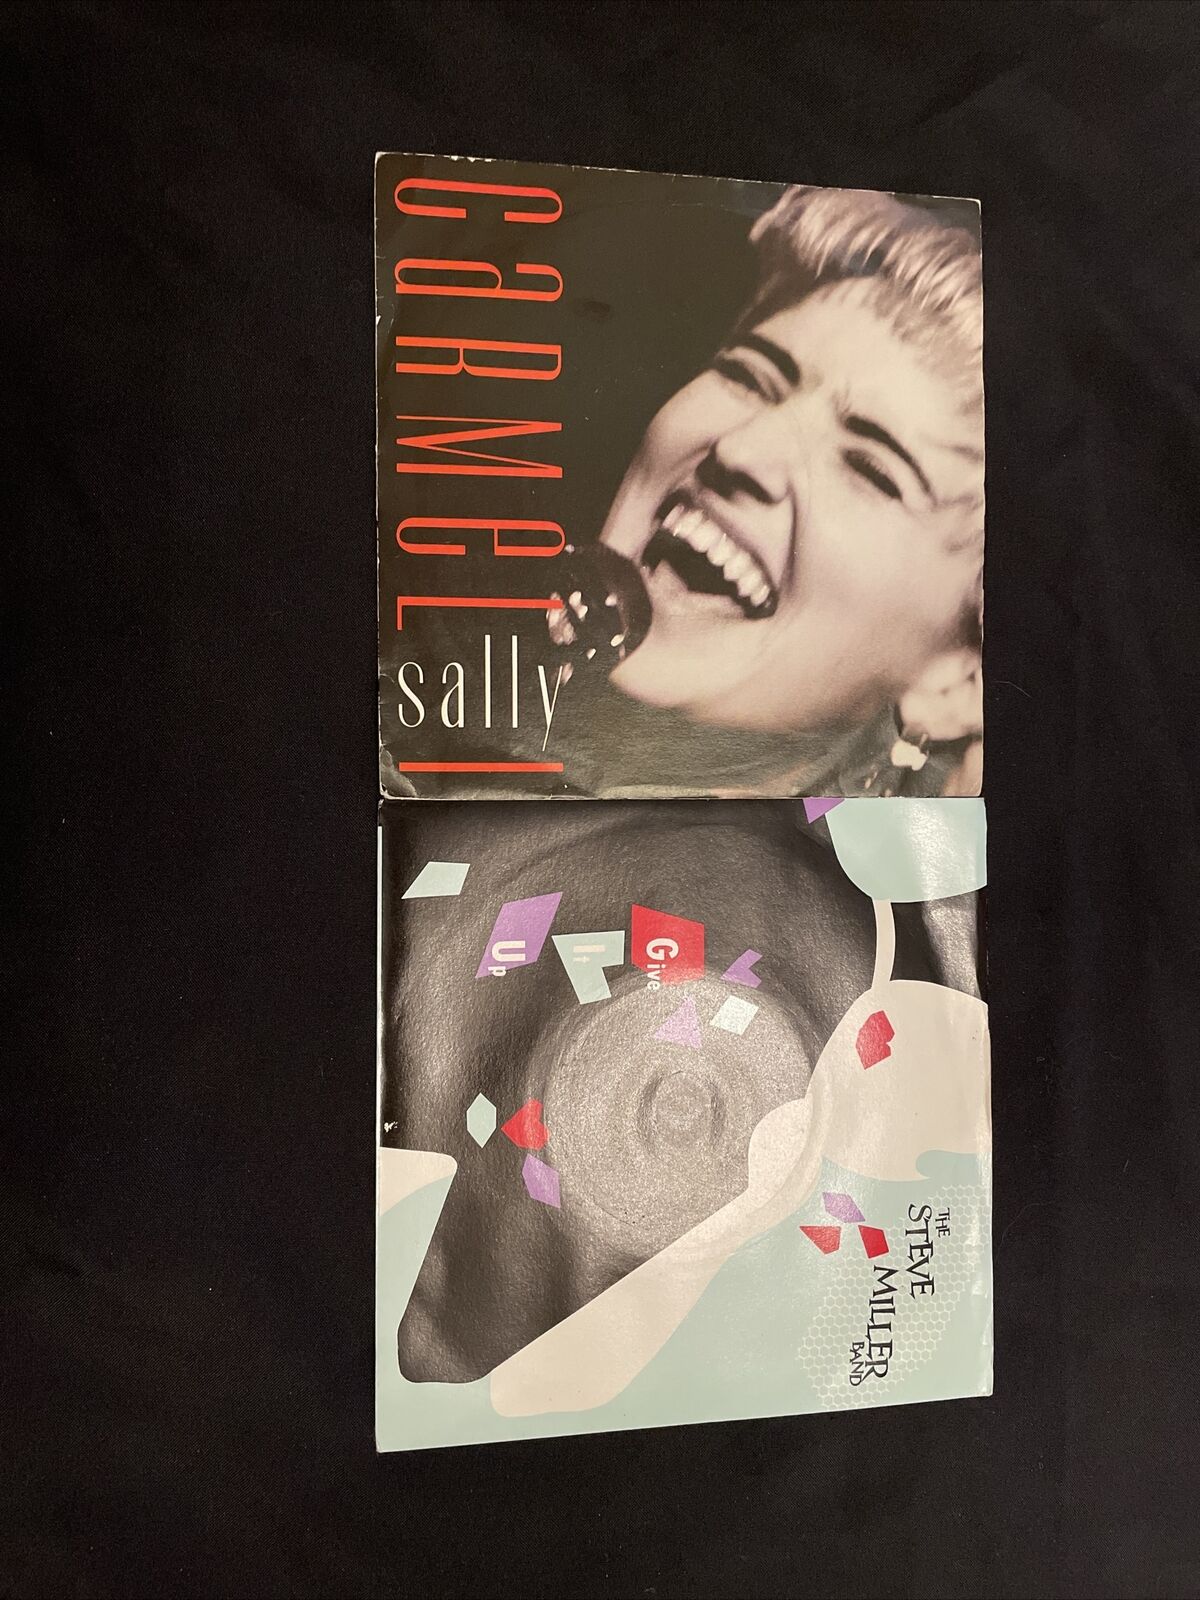 CaRMeL
sally
Give
It
Up
THE
STEVE
MILLER
BAND